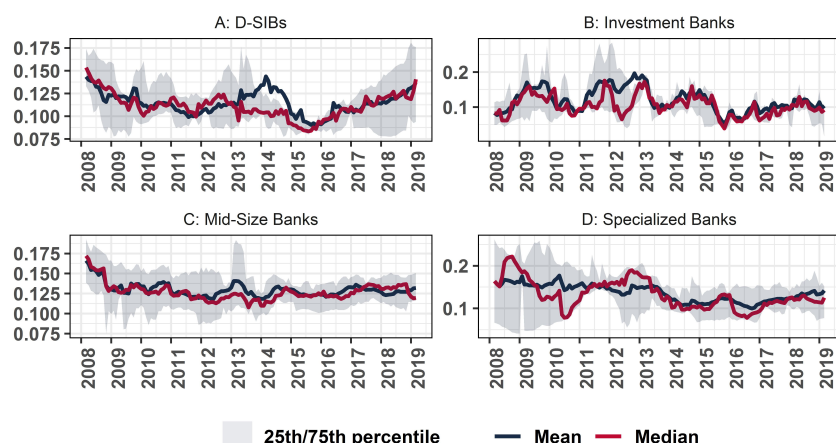 A: D-SIBs
0.175
0.150
0.125
0.100
0.075
2008 2009 2010 2011 2012 2013 2014 2015 2016 2017 2018 2019
B: Investment Banks
0.2
0.1
2008 2009 2010 2011 2012 2013 2014 2015 2016 2017 2018 2019
C: Mid-Size Banks
0.175
0.150
0.125
0.100
0.075
2008 2009 2010 2011 2012 2013 2014 2015 2016 2017 2018 2019
D: Specialized Banks
0.2
0.1
2008 2009 2010 2011 2012 2013 2014 2015 2016 2017 2018 2019
25th/75th percentile Mean Median